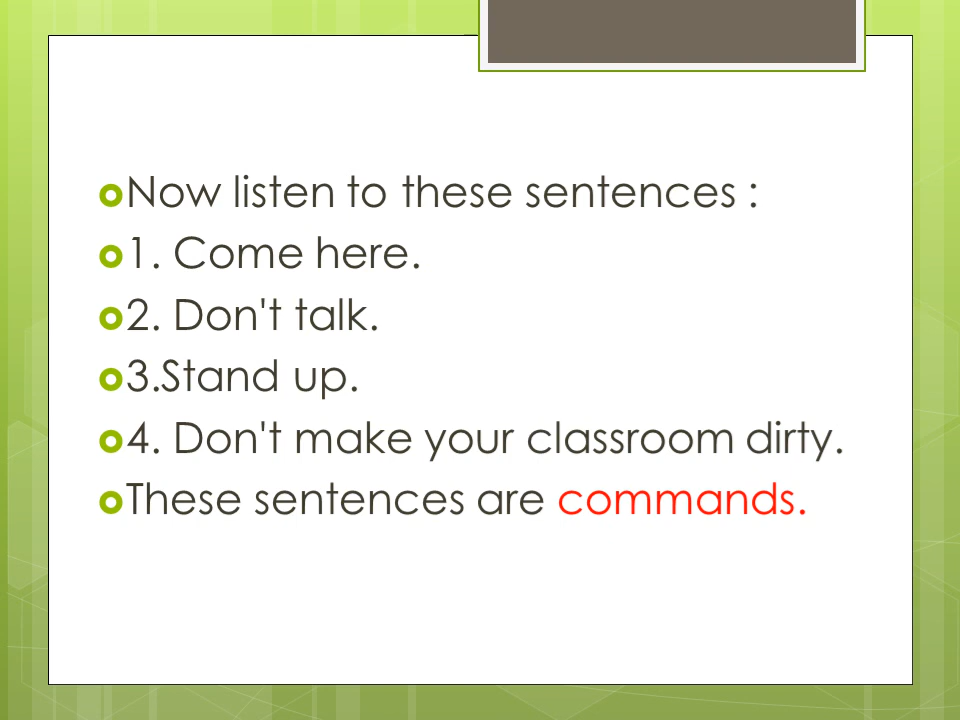 Now listen to these sentences :
1. Come here.
2. Don't talk.
3.Stand up.
4. Don't make your classroom dirty.
These sentences are commands.